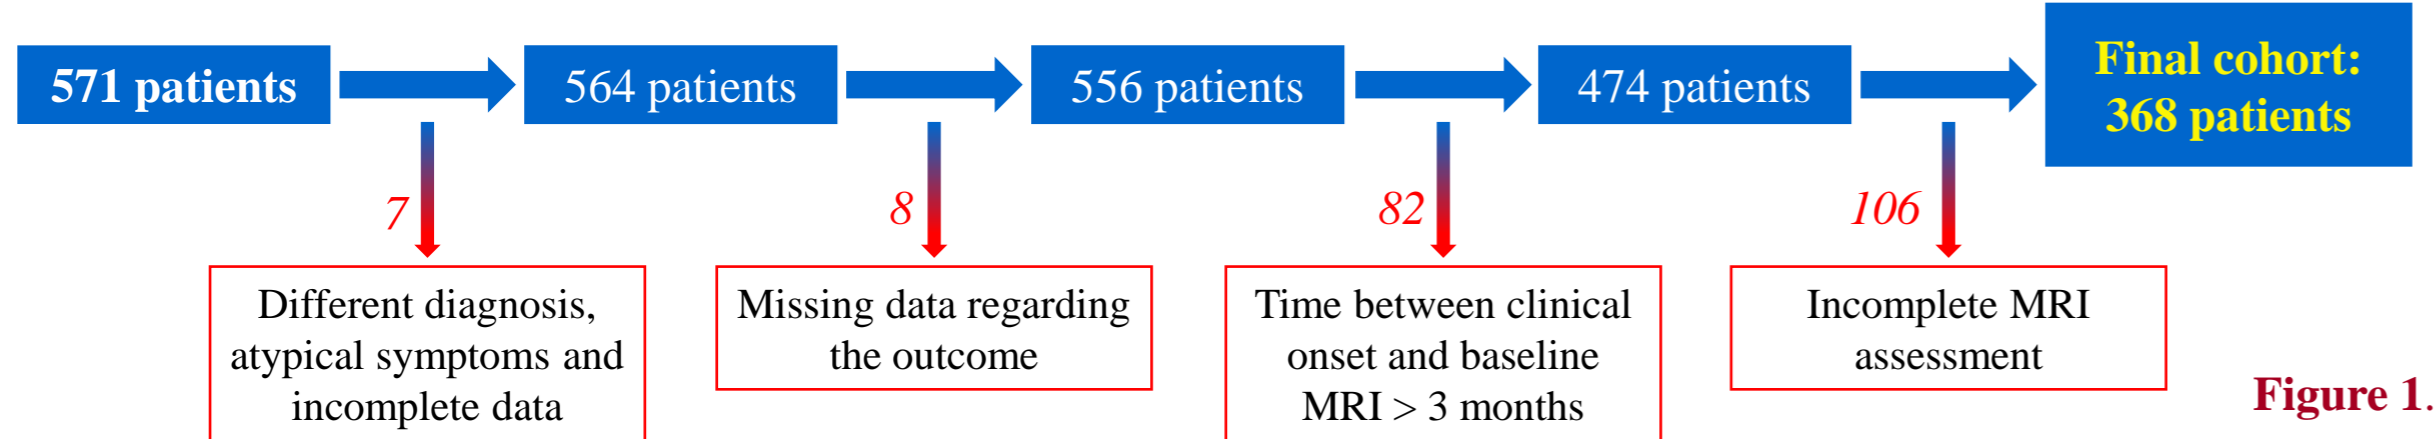 571 patients
564 patients
556 patients
474 patients
Final cohort:
368 patients
7
8
82
106
Different diagnosis,
atypical symptoms and
incomplete data
Missing data regarding
the outcome
Time between clinical
onset and baseline
MRI > 3 months
Incomplete MRI
assessment
Figure 1.